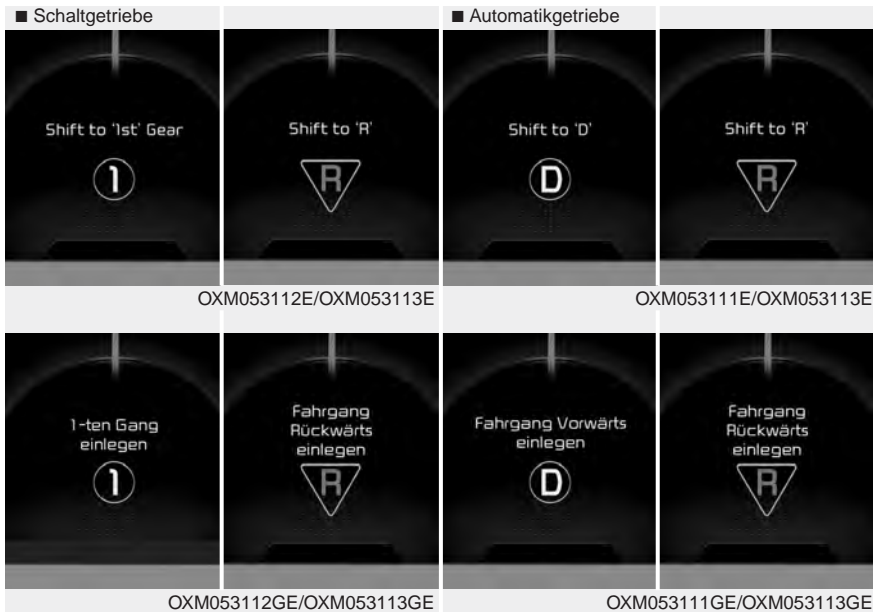 ■ Schaltgetriebe
■ Automatikgetriebe
Shift to '1st' Gear
1
Shift to 'R'
R
Shift to 'D'
D
Shift to 'R'
R
OXM053112E/OXM053113E
OXM053111E/OXM053113E
1-ten Gang
einlegen
1
Fahrgang
Rückwärts
einlegen
R
Fahrgang Vorwärts
einlegen
D
Fahrgang
Rückwärts
einlegen
R
OXM053112GE/OXM053113GE
OXM053111GE/OXM053113GE